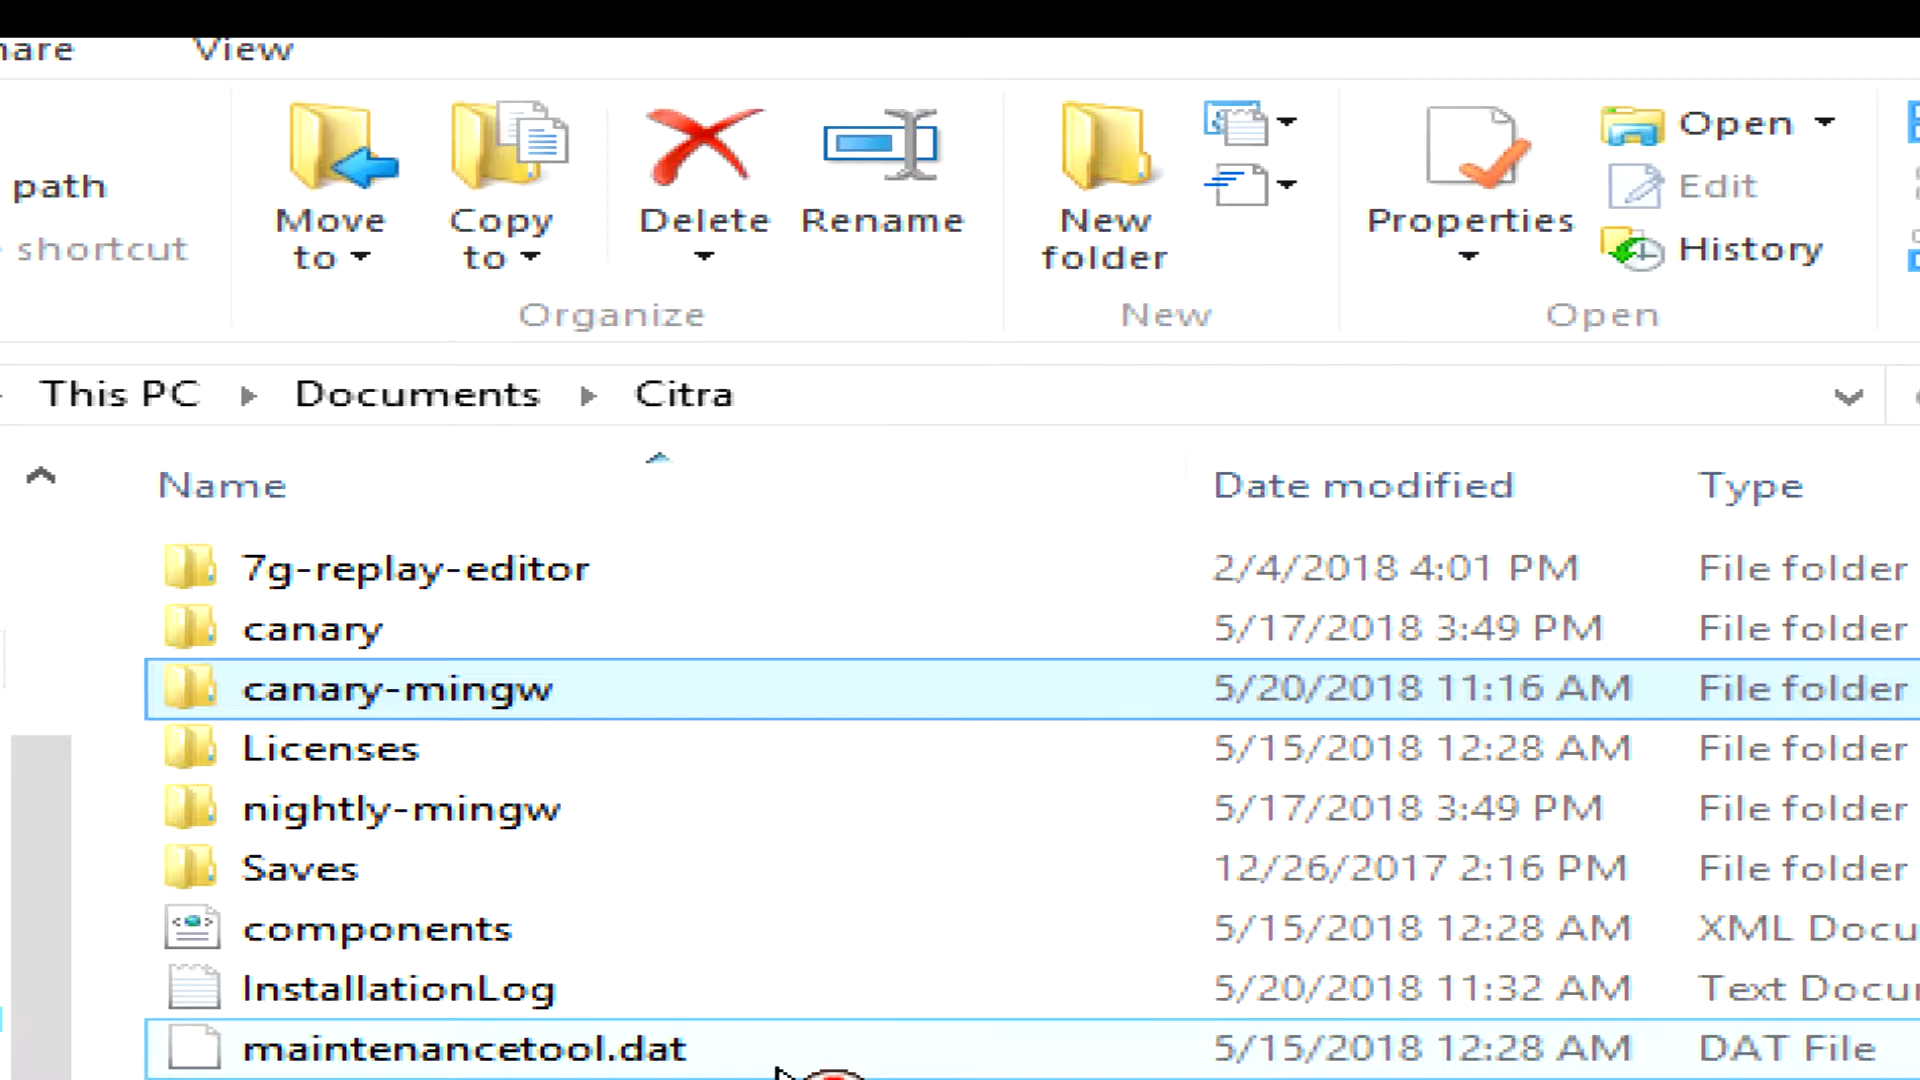 View
path
shortcut
Move to
Copy to
Delete
Rename
Organize
New folder
New
Properties
Open
Edit
History
Open
This PC
Documents
Citra
Name
Date modified
Type
7g-replay-editor 2/4/2018 4:01 PM File folder
canary 5/17/2018 3:49 PM File folder
canary-mingw 5/20/2018 11:16 AM File folder
Licenses 5/15/2018 12:28 AM File folder
nightly-mingw 5/17/2018 3:49 PM File folder
Saves 12/26/2017 2:16 PM File folder
components 5/15/2018 12:28 AM XML Docu
InstallationLog 5/20/2018 11:32 AM Text Docu
maintenancetool.dat 5/15/2018 12:28 AM DAT File